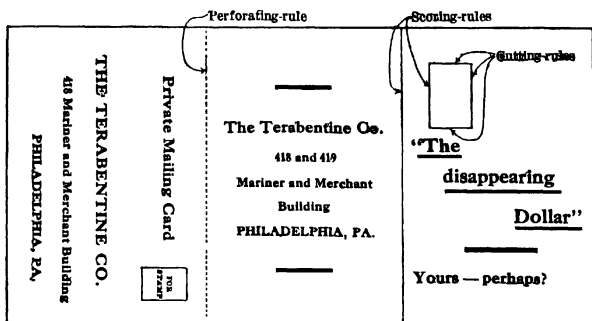 Perforafing-rule
Scoring-rules
Cutting-rules
Private Mailing Card
THE TERABENTINE CO.
418 Mariner and Merchant Building
PHILADELPHIA, PA,
FOR
STAMP
The Terabentine Co.
418 and 419
Mariner and Merchant
Building
PHILADELPHIA, PA.
"The
disappearing
Dollar"
Yours — perhaps?